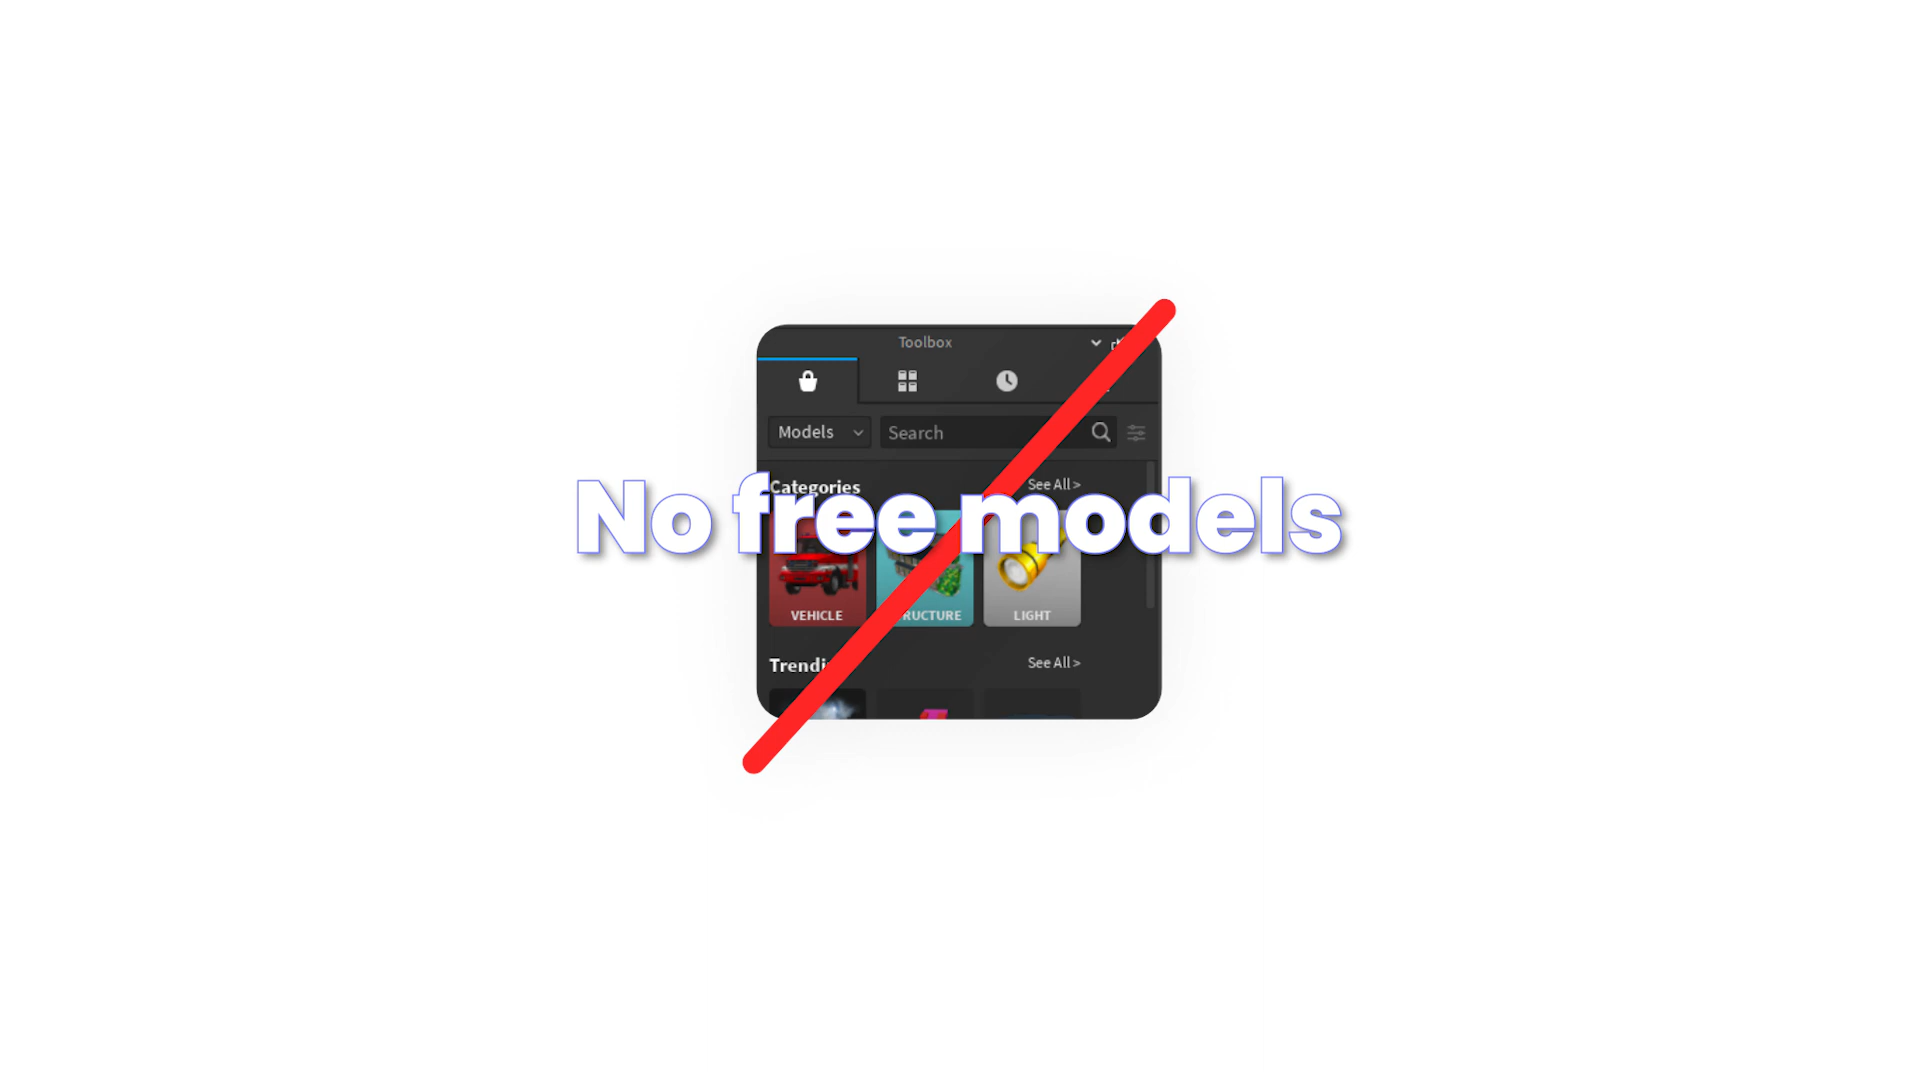 Toolbox
Models
Search
Categories
See All >
No free models
VEHICLE
RUCTURE
LIGHT
Trendi
See All >